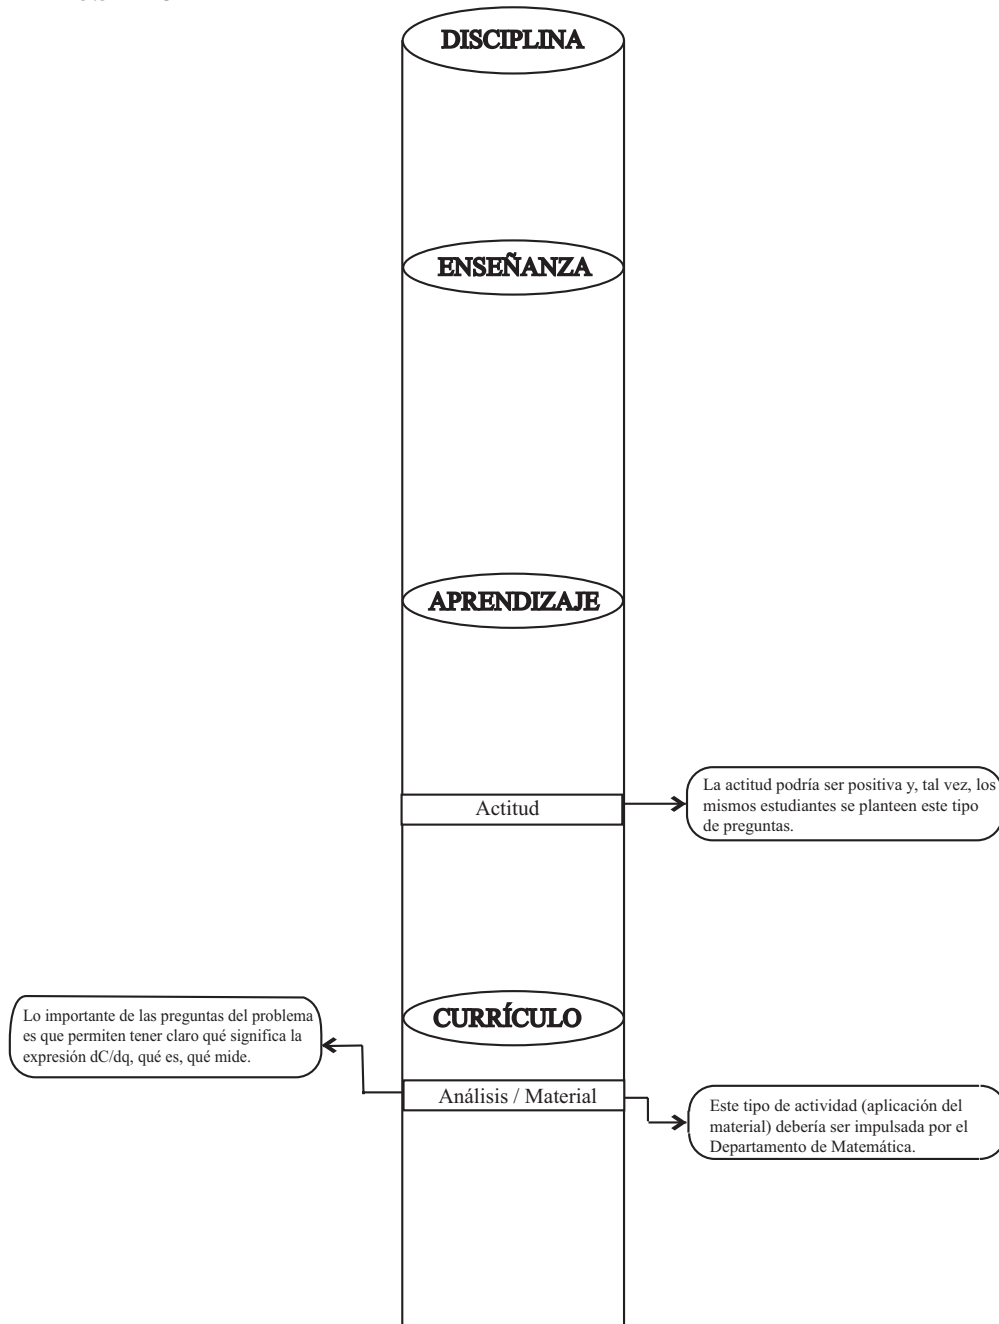 DISCIPLINA
ENSEÑANZA
APRENDIZAJE
Actitud
La actitud podría ser positiva y, tal vez, los
mismos estudiantes se planteen este tipo
de preguntas.
CURRÍCULO
Lo importante de las preguntas del problema
es que permiten tener claro qué significa la
expresión dC/dq, qué es, qué mide.
Análisis / Material
Este tipo de actividad (aplicación del
material) debería ser impulsada por el
Departamento de Matemática.